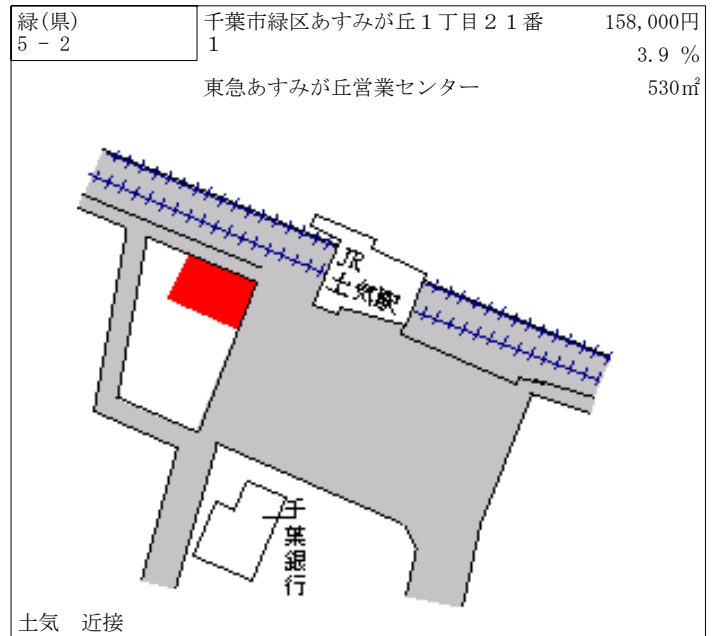 緑(県)
5 - 2
千葉市緑区あすみが丘１丁目２１番
1
158,000円
3.9 %
東急あすみが丘営業センター
530㎡
JR
土気駅
千葉銀行
土気　近接